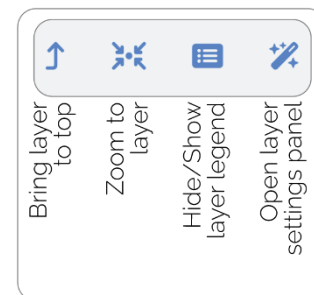 Bring layer
to top
Zoom to
layer
Hide/Show
layer legend
Open layer
settings panel